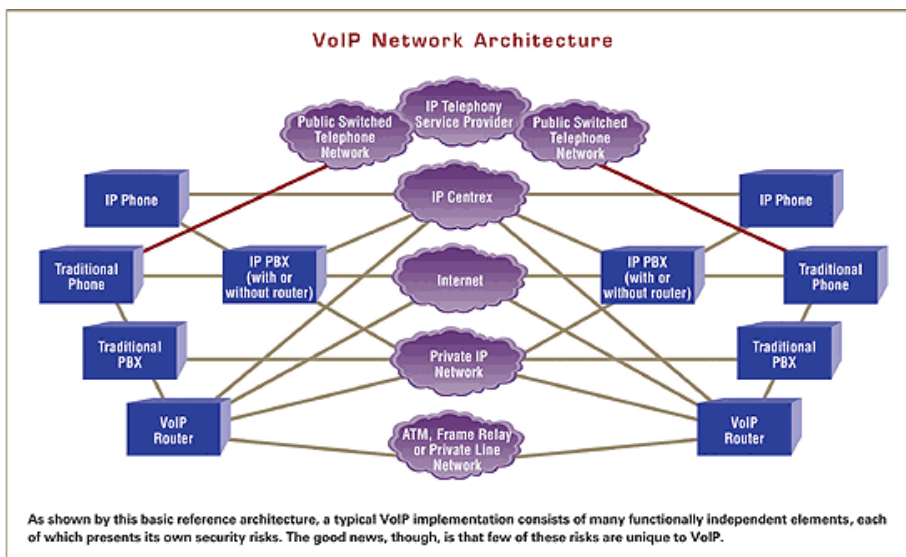 VoIP Network Architecture
IP Telephony
Service Provider
Public Switched
Telephone
Network
Public Switched
Telephone
Network
IP Phone
IP Centrex
IP Phone
Traditional
Phone
IP PBX
(with or
without router)
Internet
IP PBX
(with or
without router)
Traditional
Phone
Traditional
PBX
Private IP
Network
Traditional
PBX
VoIP
Router
ATM, Frame Relay
or Private Line
Network
VoIP
Router
As shown by this basic reference architecture, a typical VoIP implementation consists of many functionally independent elements, each
of which presents its own security risks. The good news, though, is that few of these risks are unique to VoIP.